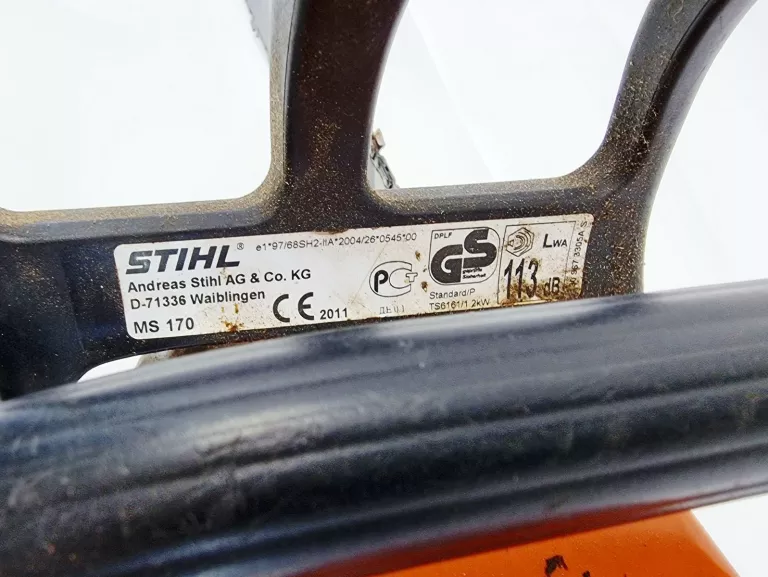 STIHL®
e1*97/68SH2-IIA*2004/26*0545*00
Andreas Stihl AG & Co. KG
D-71336 Waiblingen
MS 170
CE 2011
DPLF
GS
Standard/P
TS6161/1.2kW
LWA
113 dB
3305A